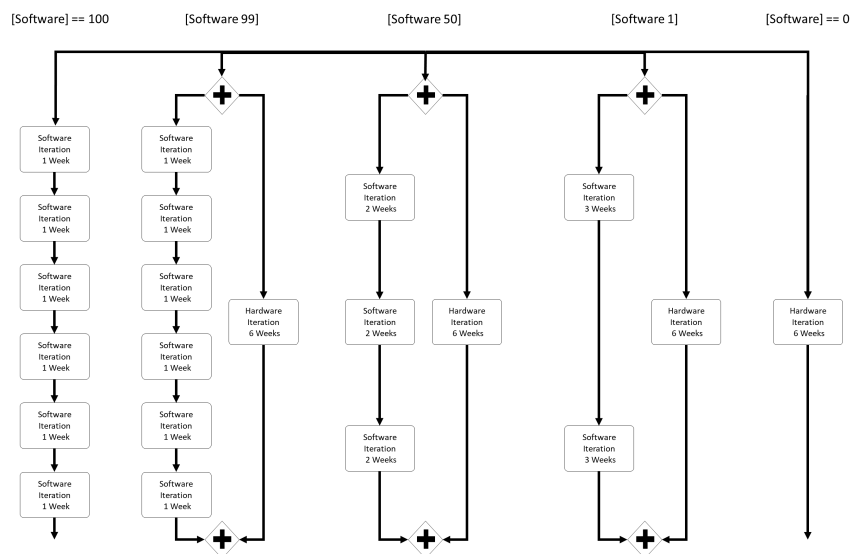 [Software] == 100
[Software 99]
[Software 50]
[Software 1]
[Software] == 0
Software
Iteration
1 Week
Software
Iteration
1 Week
Software
Iteration
1 Week
Software
Iteration
1 Week
Software
Iteration
1 Week
Software
Iteration
1 Week
Software
Iteration
1 Week
Software
Iteration
1 Week
Software
Iteration
1 Week
Software
Iteration
1 Week
Software
Iteration
1 Week
Software
Iteration
1 Week
Hardware
Iteration
6 Weeks
Software
Iteration
2 Weeks
Software
Iteration
2 Weeks
Software
Iteration
2 Weeks
Hardware
Iteration
6 Weeks
Software
Iteration
3 Weeks
Software
Iteration
3 Weeks
Hardware
Iteration
6 Weeks
Hardware
Iteration
6 Weeks